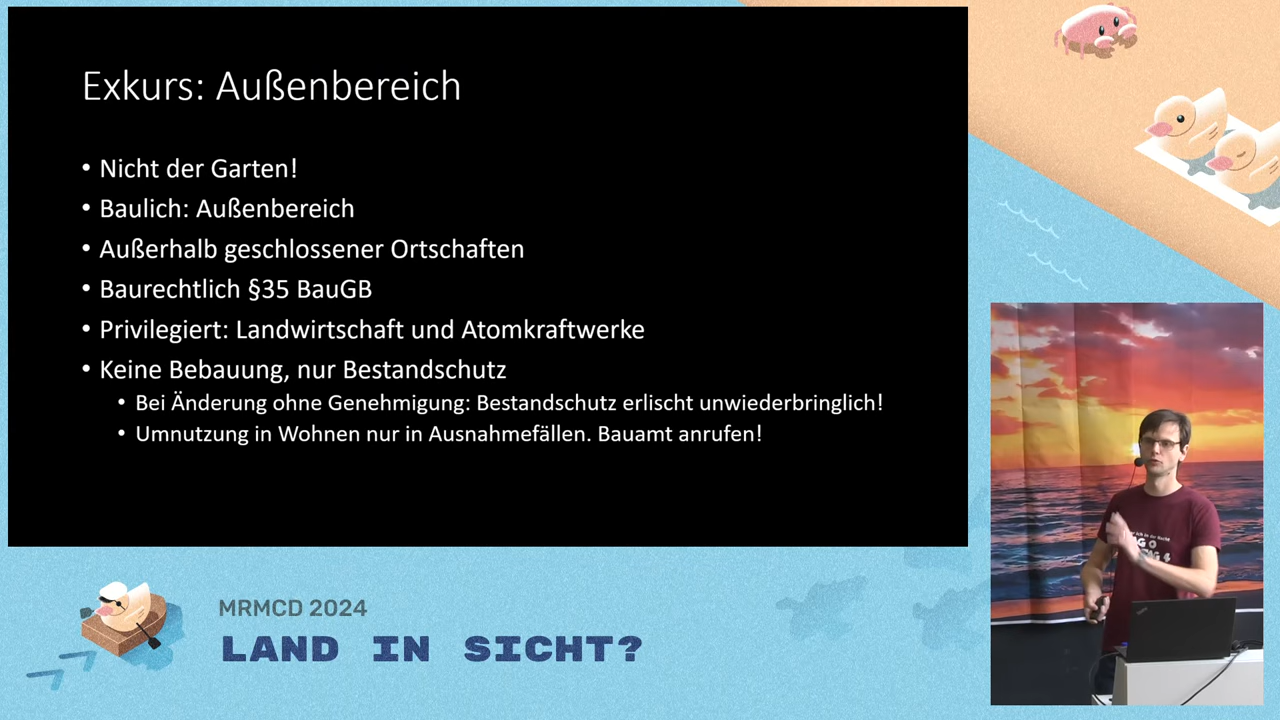 Exkurs: Außenbereich
• Nicht der Garten!
• Baulich: Außenbereich
• Außerhalb geschlossener Ortschaften
• Baurechtlich §35 BauGB
• Privilegiert: Landwirtschaft und Atomkraftwerke
• Keine Bebauung, nur Bestandschutz
• Bei Änderung ohne Genehmigung: Bestandschutz erlischt unwiederbringlich!
• Umnutzung in Wohnen nur in Ausnahmefällen. Bauamt anrufen!
MRMCD 2024
LAND IN SICHT?